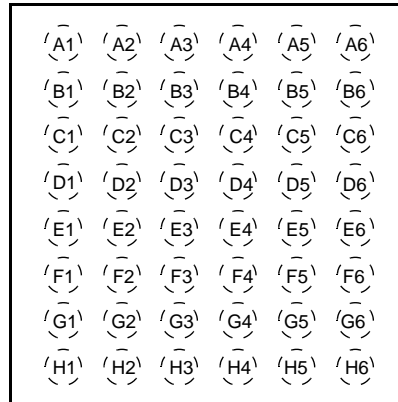 A1 A2 A3 A4 A5 A6
B1 B2 B3 B4 B5 B6
C1 C2 C3 C4 C5 C6
D1 D2 D3 D4 D5 D6
E1 E2 E3 E4 E5 E6
F1 F2 F3 F4 F5 F6
G1 G2 G3 G4 G5 G6
H1 H2 H3 H4 H5 H6